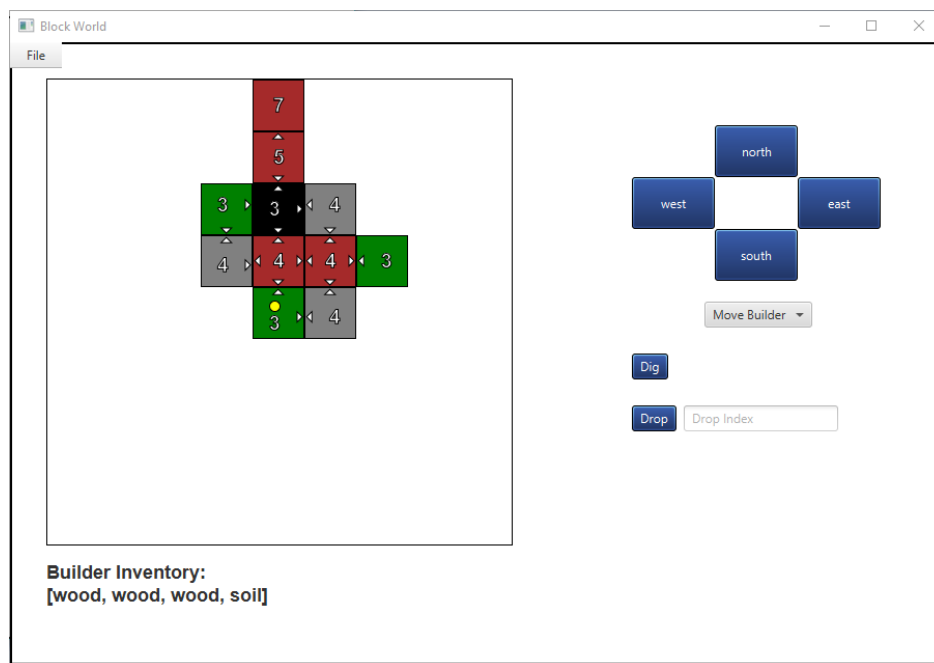 Block World
File
7
5
3 3 4
4 4 4 3
3 4
north
west east
south
Move Builder
Dig
Drop Drop Index
Builder Inventory:
[wood, wood, wood, soil]